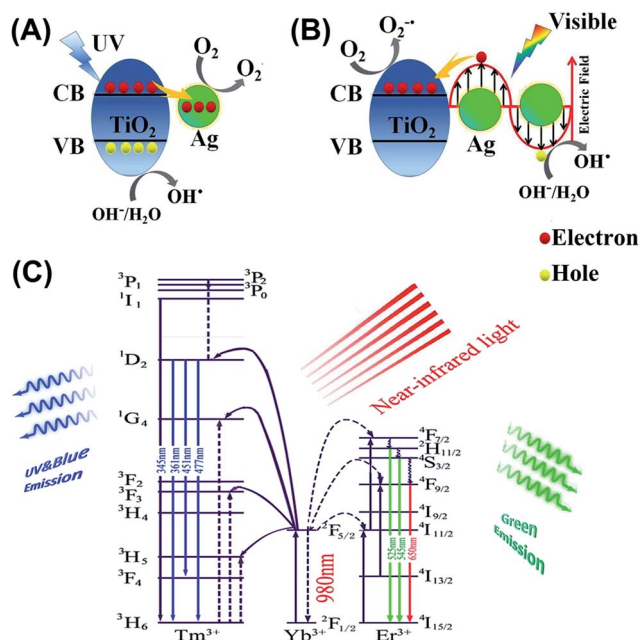 (A)
UV
O₂
O₂⁻
CB
TiO₂
VB
Ag
OH⁻/H₂O
OH•
(B)
Visible
O₂
O₂⁻•
CB
TiO₂
VB
Ag
Electric Field
OH•
OH⁻/H₂O
Electron
Hole
(C)
³P₁
³P₂
³P₀
¹I₁
¹D₂
¹G₄
³F₂
³F₃
³H₄
³H₅
³F₄
³H₆
345nm
361nm
451nm
477nm
UV&Blue
Emission
Tm³⁺
Near-infrared light
²F₅/₂
980nm
²F₁/₂
Yb³⁺
⁴F₇/₂
²H₁₁/₂
⁴S₃/₂
⁴F₉/₂
⁴I₉/₂
⁴I₁₁/₂
⁴I₁₃/₂
⁴I₁₅/₂
525nm
545nm
650nm
Er³⁺
Green
Emission